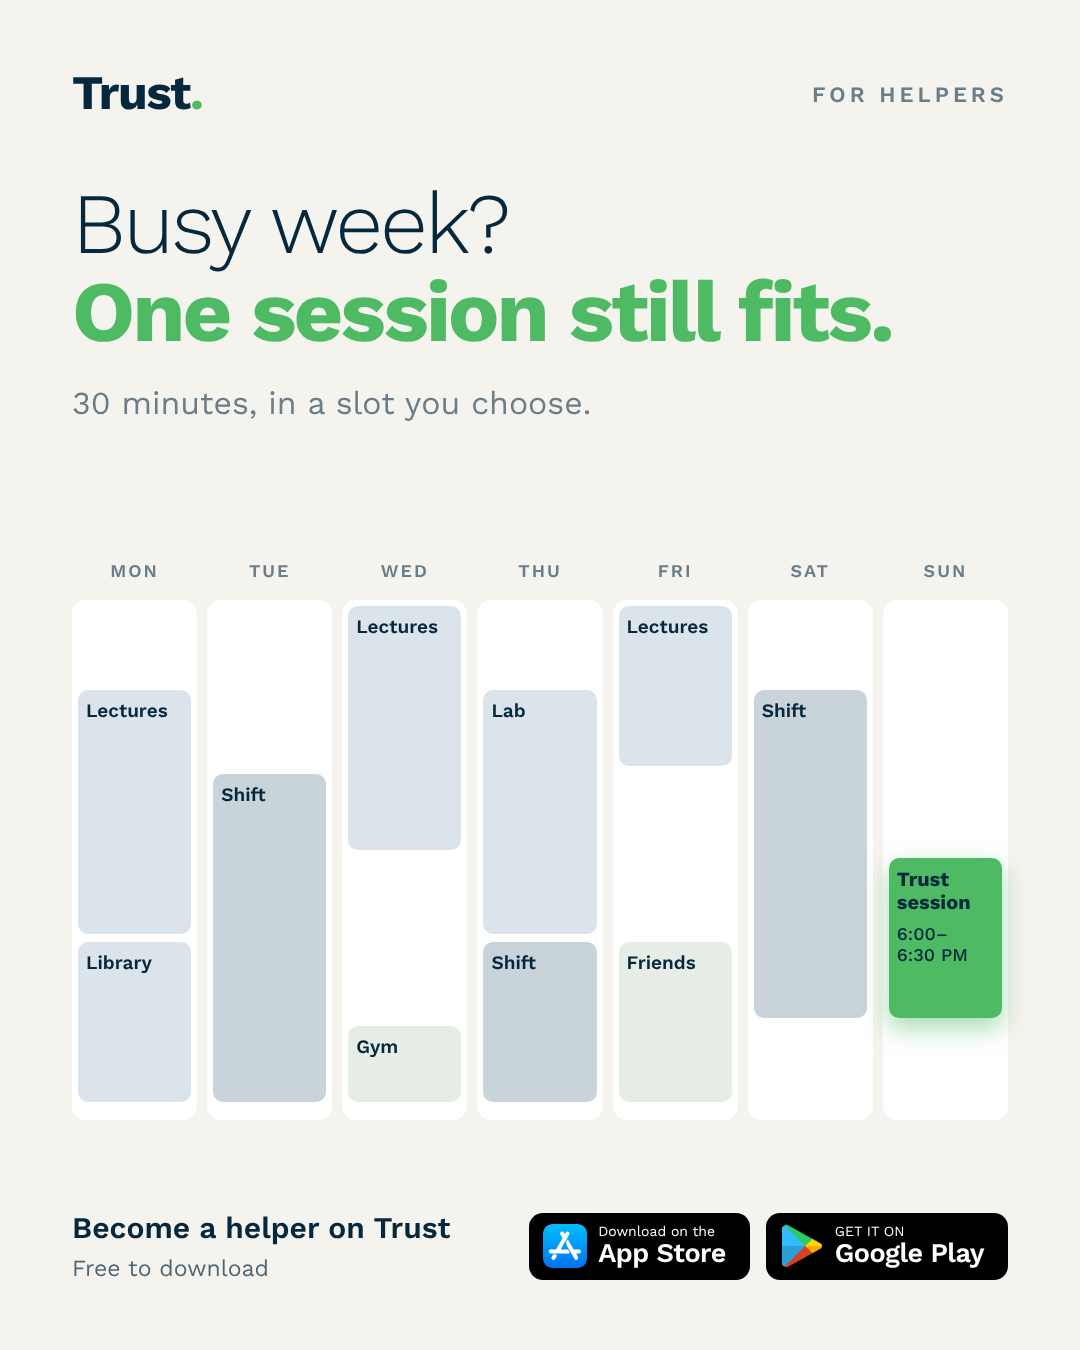 Trust.
FOR HELPERS
Busy week?
One session still fits.
30 minutes, in a slot you choose.
MON
TUE
WED
THU
FRI
SAT
SUN
Lectures
Library
Shift
Lectures
Gym
Lab
Shift
Lectures
Friends
Shift
Trust
session
6:00–
6:30 PM
Become a helper on Trust
Free to download
Download on the
App Store
GET IT ON
Google Play